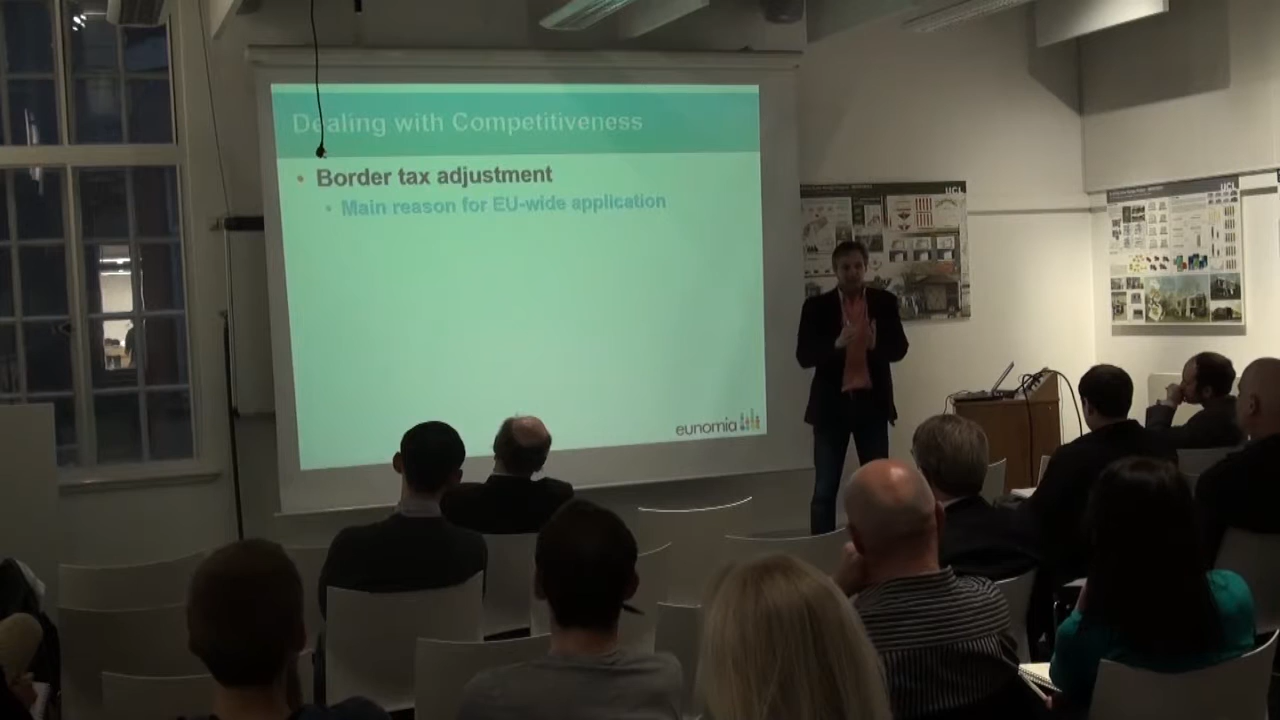 Dealing with Competitiveness
• Border tax adjustment
• Main reason for EU-wide application
eunomia
UCL
UCL